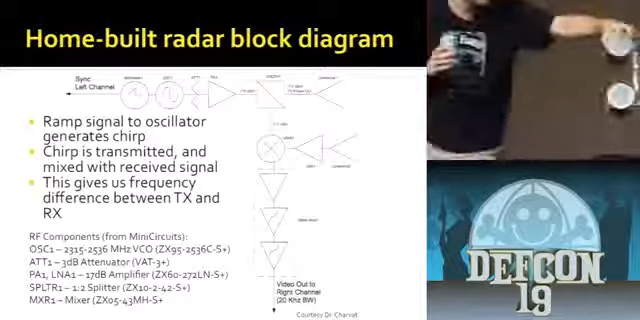 Home-built radar block diagram
Sync
Left Channel
Ramp signal to oscillator
generates chirp
Chirp is transmitted, and
mixed with received signal
This gives us frequency
difference between TX and
RX
RF Components (from MiniCircuits):
OSC1 – 2315-2536 MHz VCO (ZX95-2536C-S+)
ATT1 – 3dB Attenuator (VAT-3+)
PA1, LNA1 – 17dB Amplifier (ZX60-272LN-S+)
SPLTR1 – 1:2 Splitter (ZX10-2-42-S+)
MXR1 – Mixer (ZX05-43MH-S+
Video Out to
Right Channel
(20 Khz BW)
Courtesy Dr. Charvat
DEFCON
19